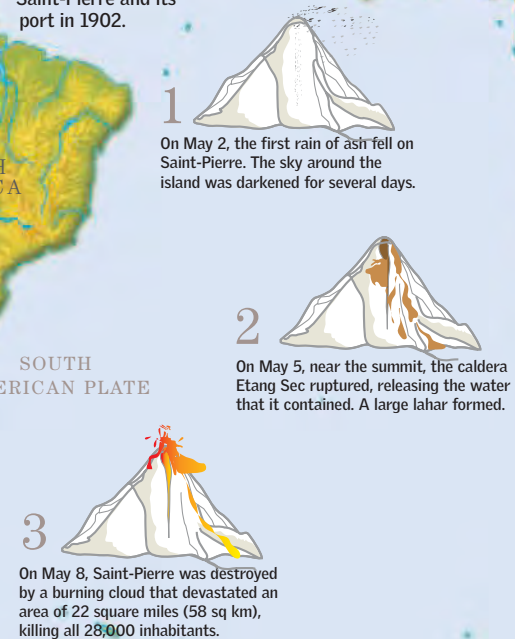 Saint-Pierre and its
port in 1902.
1
On May 2, the first rain of ash fell on
Saint-Pierre. The sky around the
island was darkened for several days.
2
On May 5, near the summit, the caldera
Etang Sec ruptured, releasing the water
that it contained. A large lahar formed.
SOUTH
ERICAN PLATE
3
On May 8, Saint-Pierre was destroyed
by a burning cloud that devastated an
area of 22 square miles (58 sq km),
killing all 28,000 inhabitants.